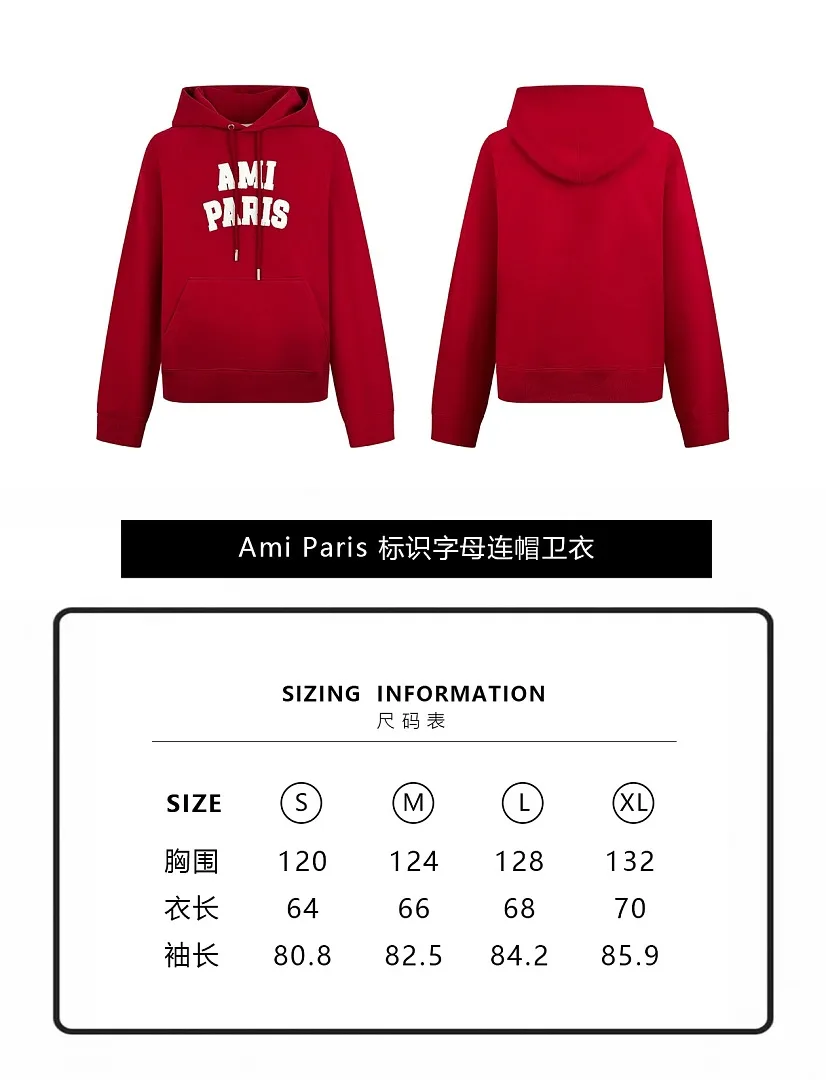 AMI
PARIS
Ami Paris 标识字母连帽卫衣
SIZING INFORMATION
尺码表
SIZE S M L XL
胸围 120 124 128 132
衣长 64 66 68 70
袖长 80.8 82.5 84.2 85.9